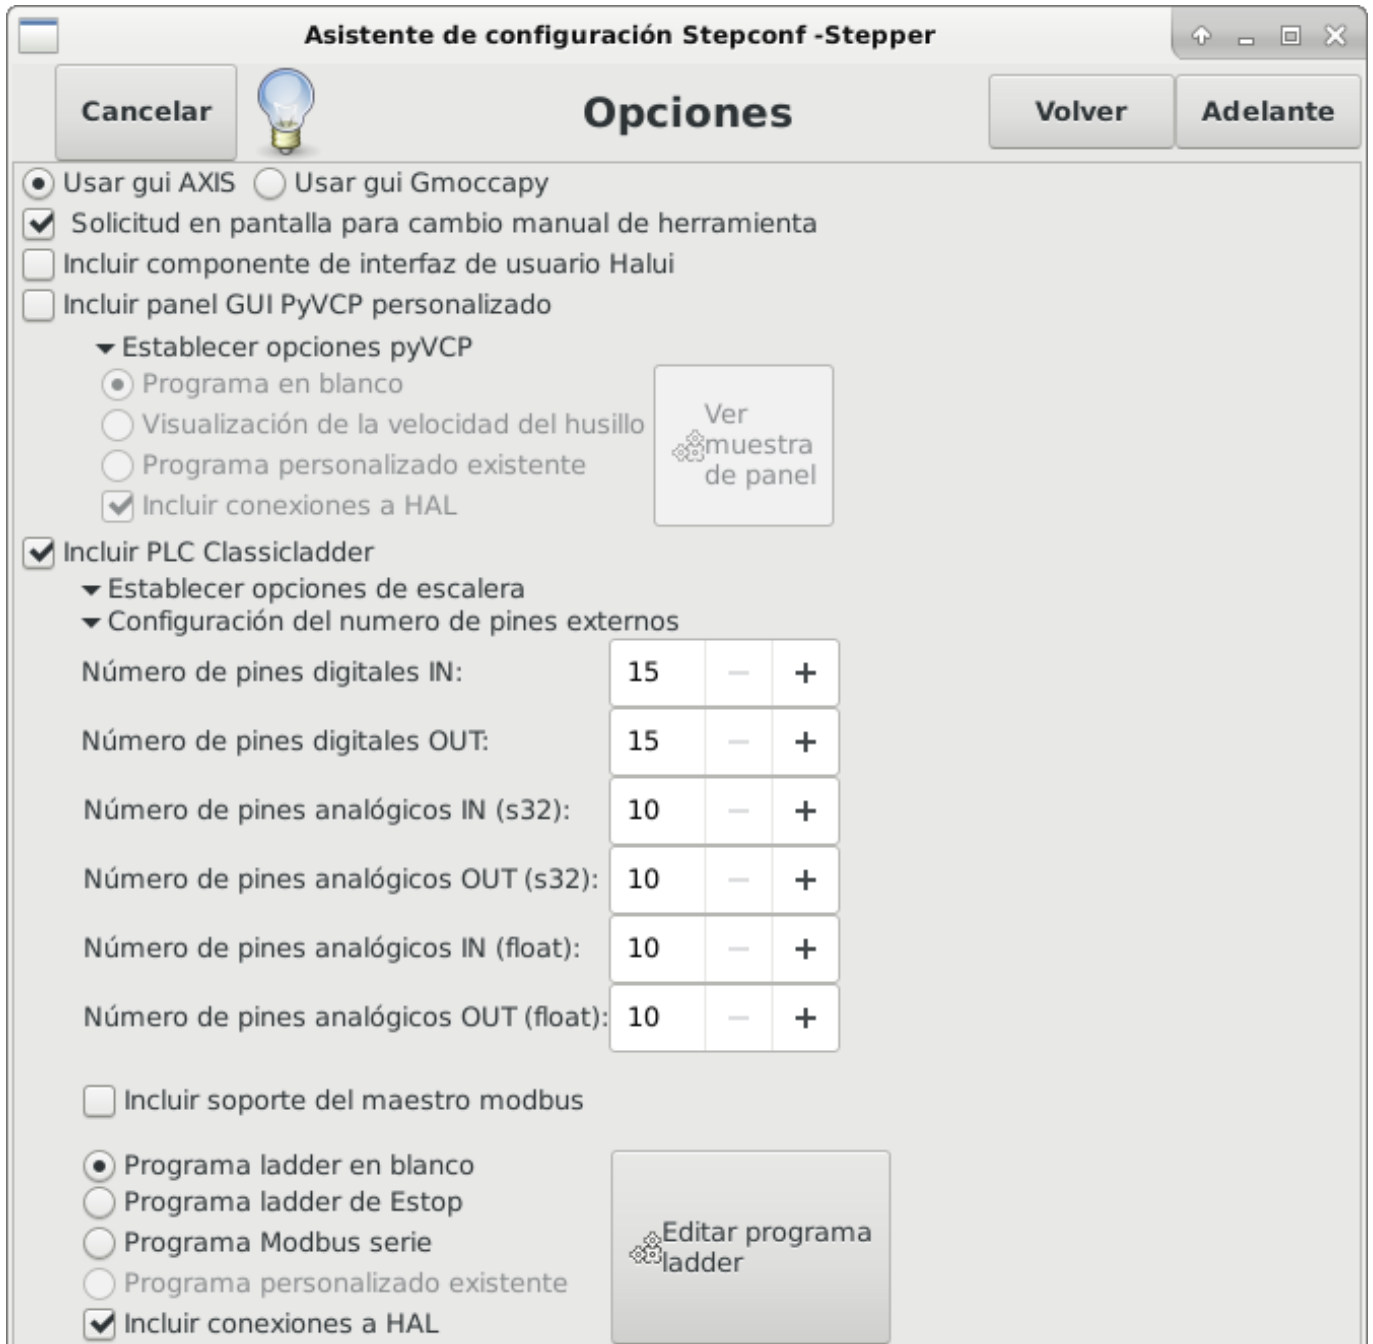 Asistente de configuración Stepconf -Stepper
Cancelar
Opciones
Volver
Adelante
Usar gui AXIS
Usar gui Gmoccapy
Solicitud en pantalla para cambio manual de herramienta
Incluir componente de interfaz de usuario Halui
Incluir panel GUI PyVCP personalizado
Establecer opciones pyVCP
Programa en blanco
Visualización de la velocidad del husillo
Programa personalizado existente
Incluir conexiones a HAL
Ver
muestra
de panel
Incluir PLC Classicladder
Establecer opciones de escalera
Configuración del numero de pines externos
Número de pines digitales IN: 15 − +
Número de pines digitales OUT: 15 − +
Número de pines analógicos IN (s32): 10 − +
Número de pines analógicos OUT (s32): 10 − +
Número de pines analógicos IN (float): 10 − +
Número de pines analógicos OUT (float): 10 − +
Incluir soporte del maestro modbus
Programa ladder en blanco
Programa ladder de Estop
Programa Modbus serie
Programa personalizado existente
Incluir conexiones a HAL
Editar programa
ladder